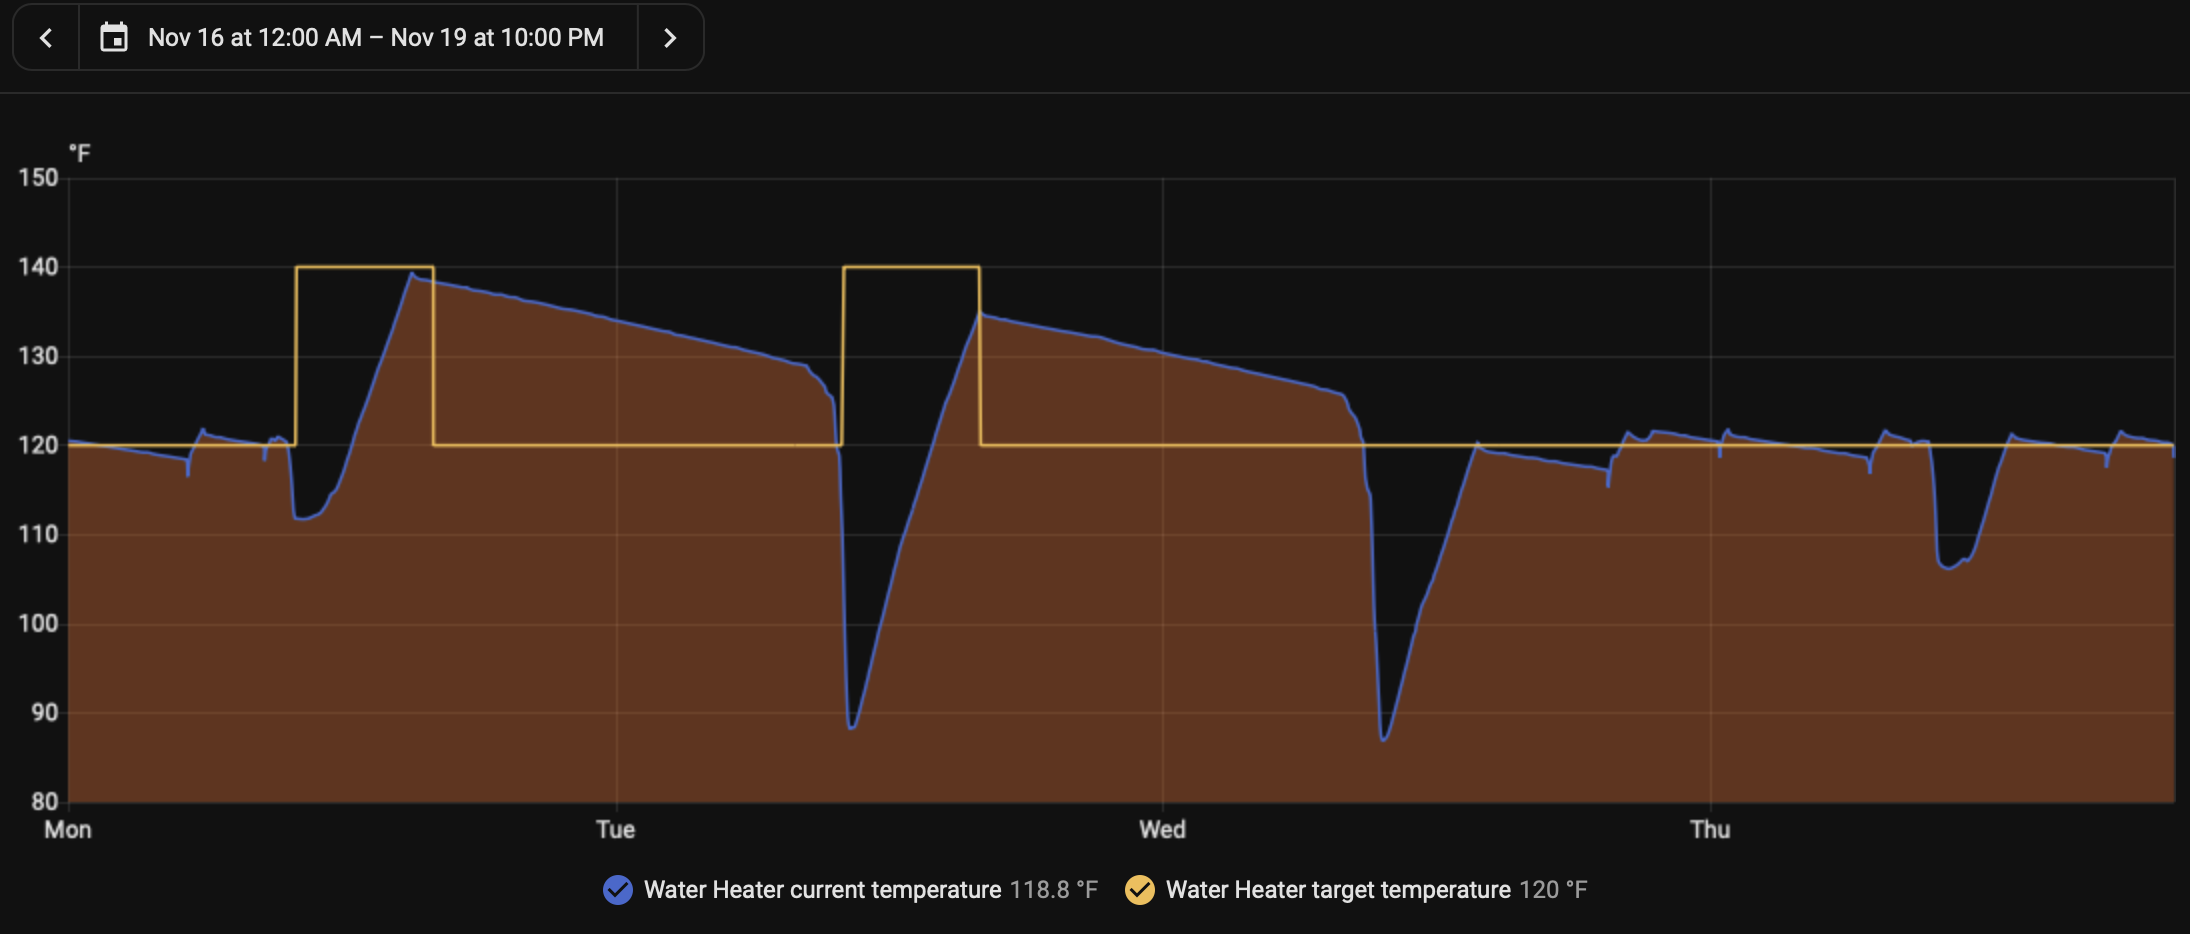 Nov 16 at 12:00 AM – Nov 19 at 10:00 PM
°F
150
140
130
120
110
100
90
80
Mon Tue Wed Thu
Water Heater current temperature 118.8 °F Water Heater target temperature 120 °F